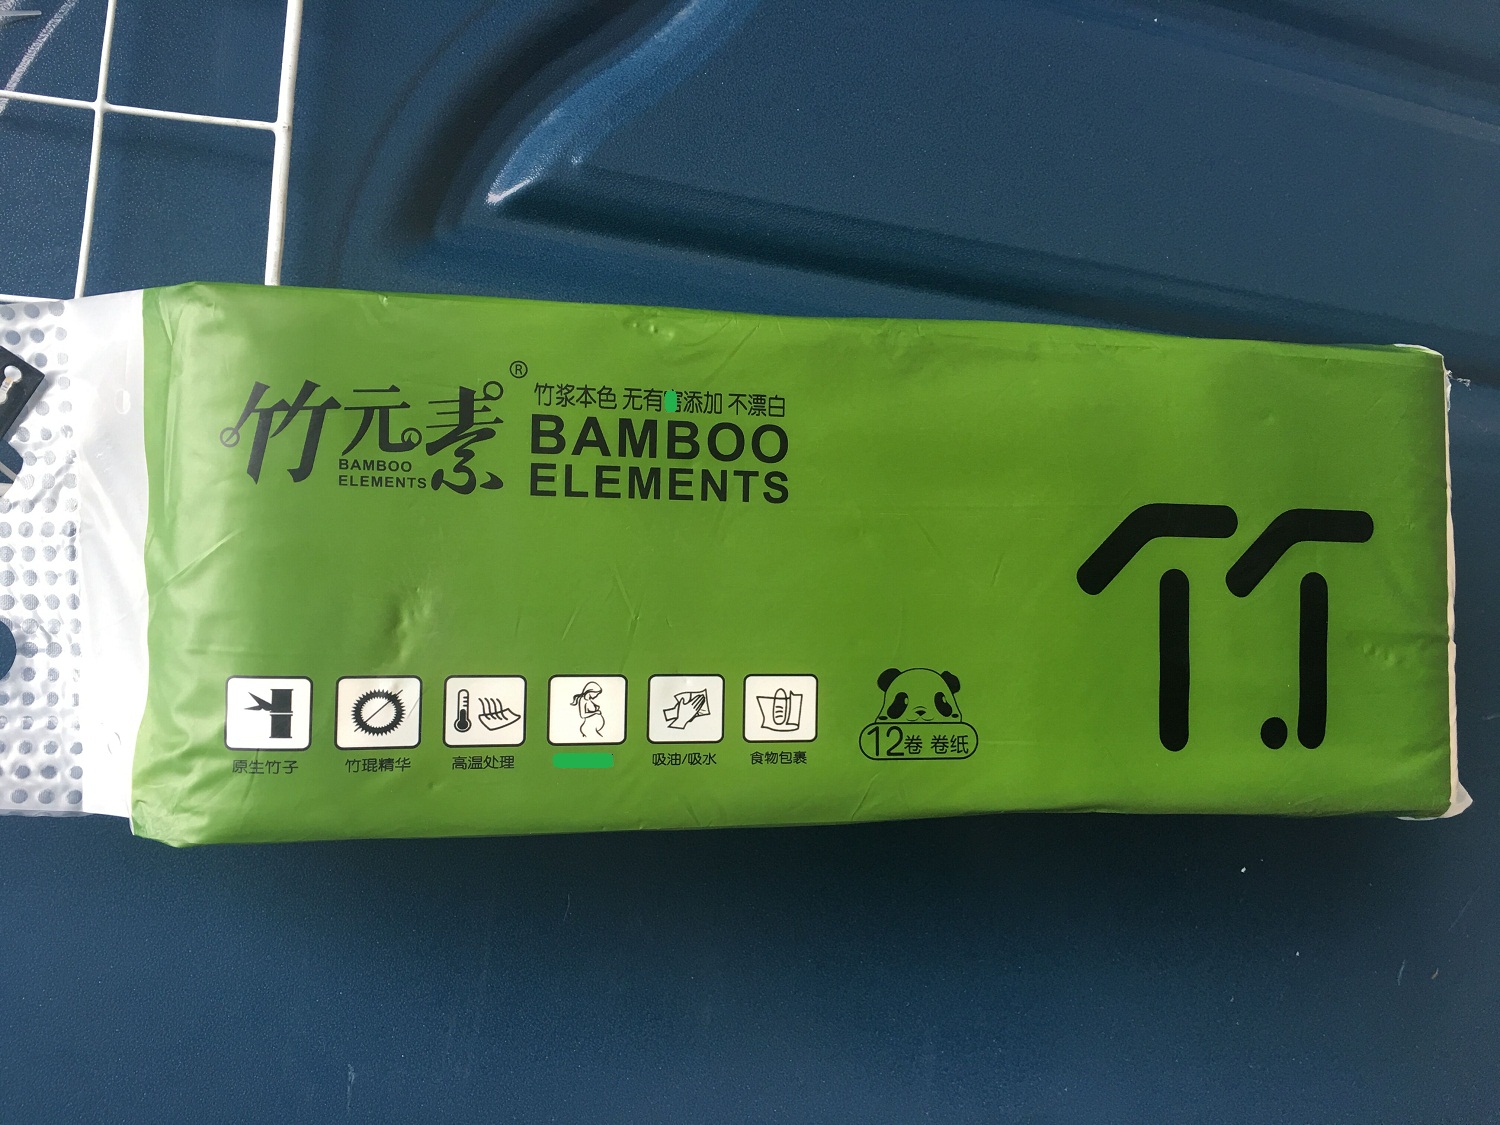 竹元素®
BAMBOO
ELEMENTS
竹浆本色 无有 添加 不漂白
BAMBOO
ELEMENTS
竹
原生竹子
竹琨精华
高温处理
吸油/吸水
食物包裹
12卷 卷纸